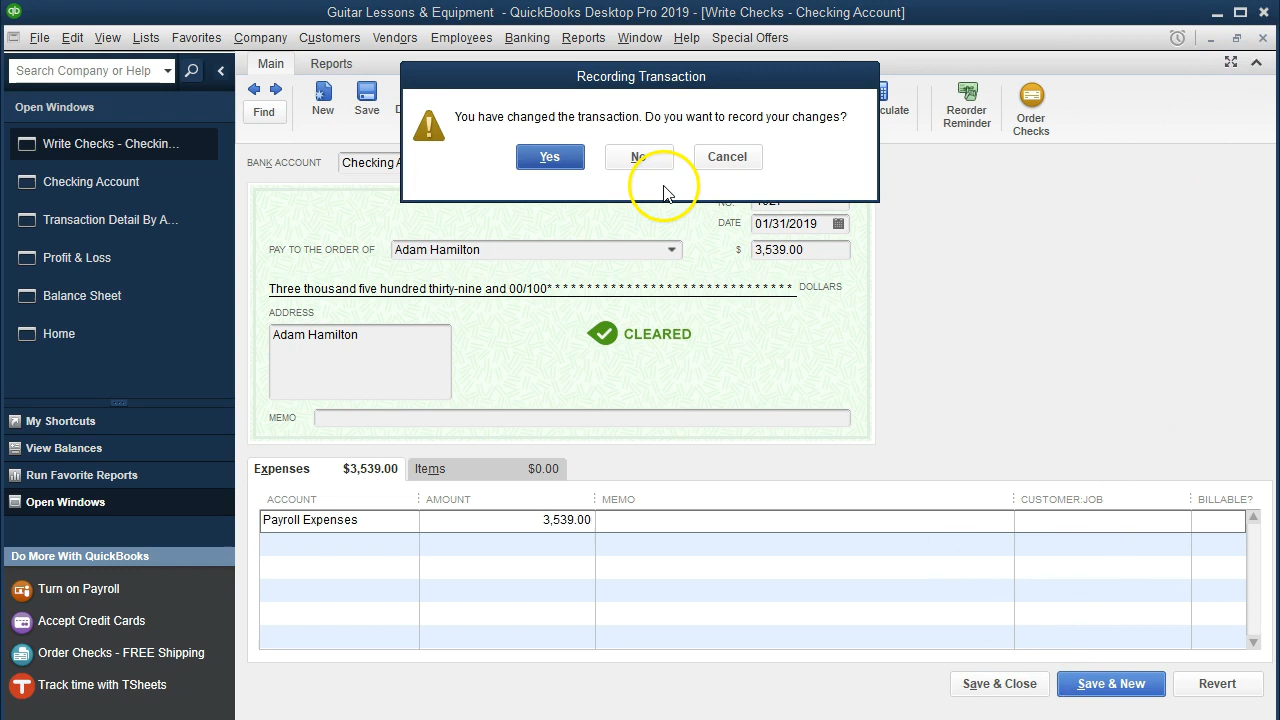 Guitar Lessons & Equipment - QuickBooks Desktop Pro 2019 - [Write Checks - Checking Account]
File Edit View Lists Favorites Company Customers Vendors Employees Banking Reports Window Help Special Offers
Search Company or Help
Main Reports
Find
New
Save
Reorder Reminder
Order Checks
Recording Transaction
You have changed the transaction. Do you want to record your changes?
Yes No Cancel
Open Windows
Write Checks - Checkin...
Checking Account
Transaction Detail By A...
Profit & Loss
Balance Sheet
Home
My Shortcuts
View Balances
Run Favorite Reports
Open Windows
Do More With QuickBooks
Turn on Payroll
Accept Credit Cards
Order Checks - FREE Shipping
Track time with TSheets
BANK ACCOUNT Checking A
DATE 01/31/2019
PAY TO THE ORDER OF Adam Hamilton $ 3,539.00
Three thousand five hundred thirty-nine and 00/100* * * * * * * * * * * * * * * * * * * * * * * * * * * * * * DOLLARS
ADDRESS
Adam Hamilton
CLEARED
MEMO
Expenses $3,539.00 Items $0.00
ACCOUNT AMOUNT MEMO CUSTOMER:JOB BILLABLE?
Payroll Expenses 3,539.00
Save & Close Save & New Revert